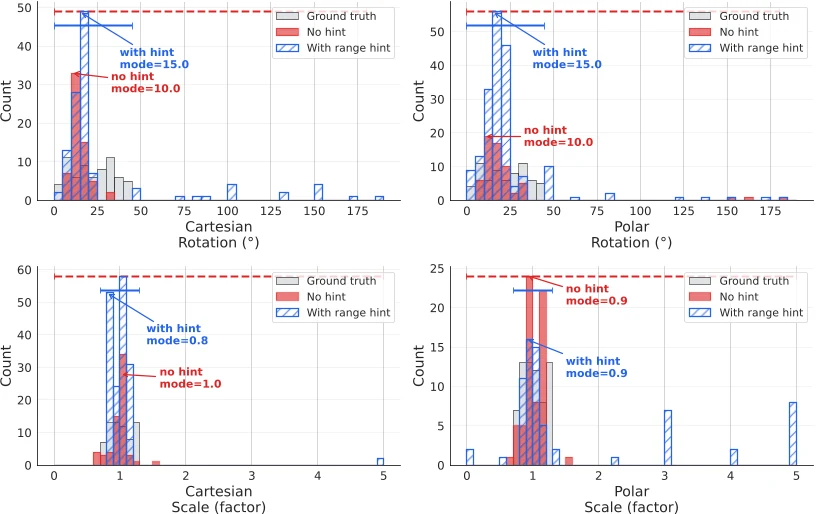 50
40
30
20
10
0
Count
with hint
mode=15.0
no hint
mode=10.0
Ground truth
No hint
With range hint
0
25
50
75
100
125
150
175
Cartesian
Rotation (°)
50
40
30
20
10
0
Count
with hint
mode=15.0
no hint
mode=10.0
Ground truth
No hint
With range hint
0
25
50
75
100
125
150
175
Polar
Rotation (°)
60
50
40
30
20
10
0
Count
with hint
mode=0.8
no hint
mode=1.0
Ground truth
No hint
With range hint
0
1
2
3
4
5
Cartesian
Scale (factor)
25
20
15
10
5
0
Count
no hint
mode=0.9
with hint
mode=0.9
Ground truth
No hint
With range hint
0
1
2
3
4
5
Polar
Scale (factor)